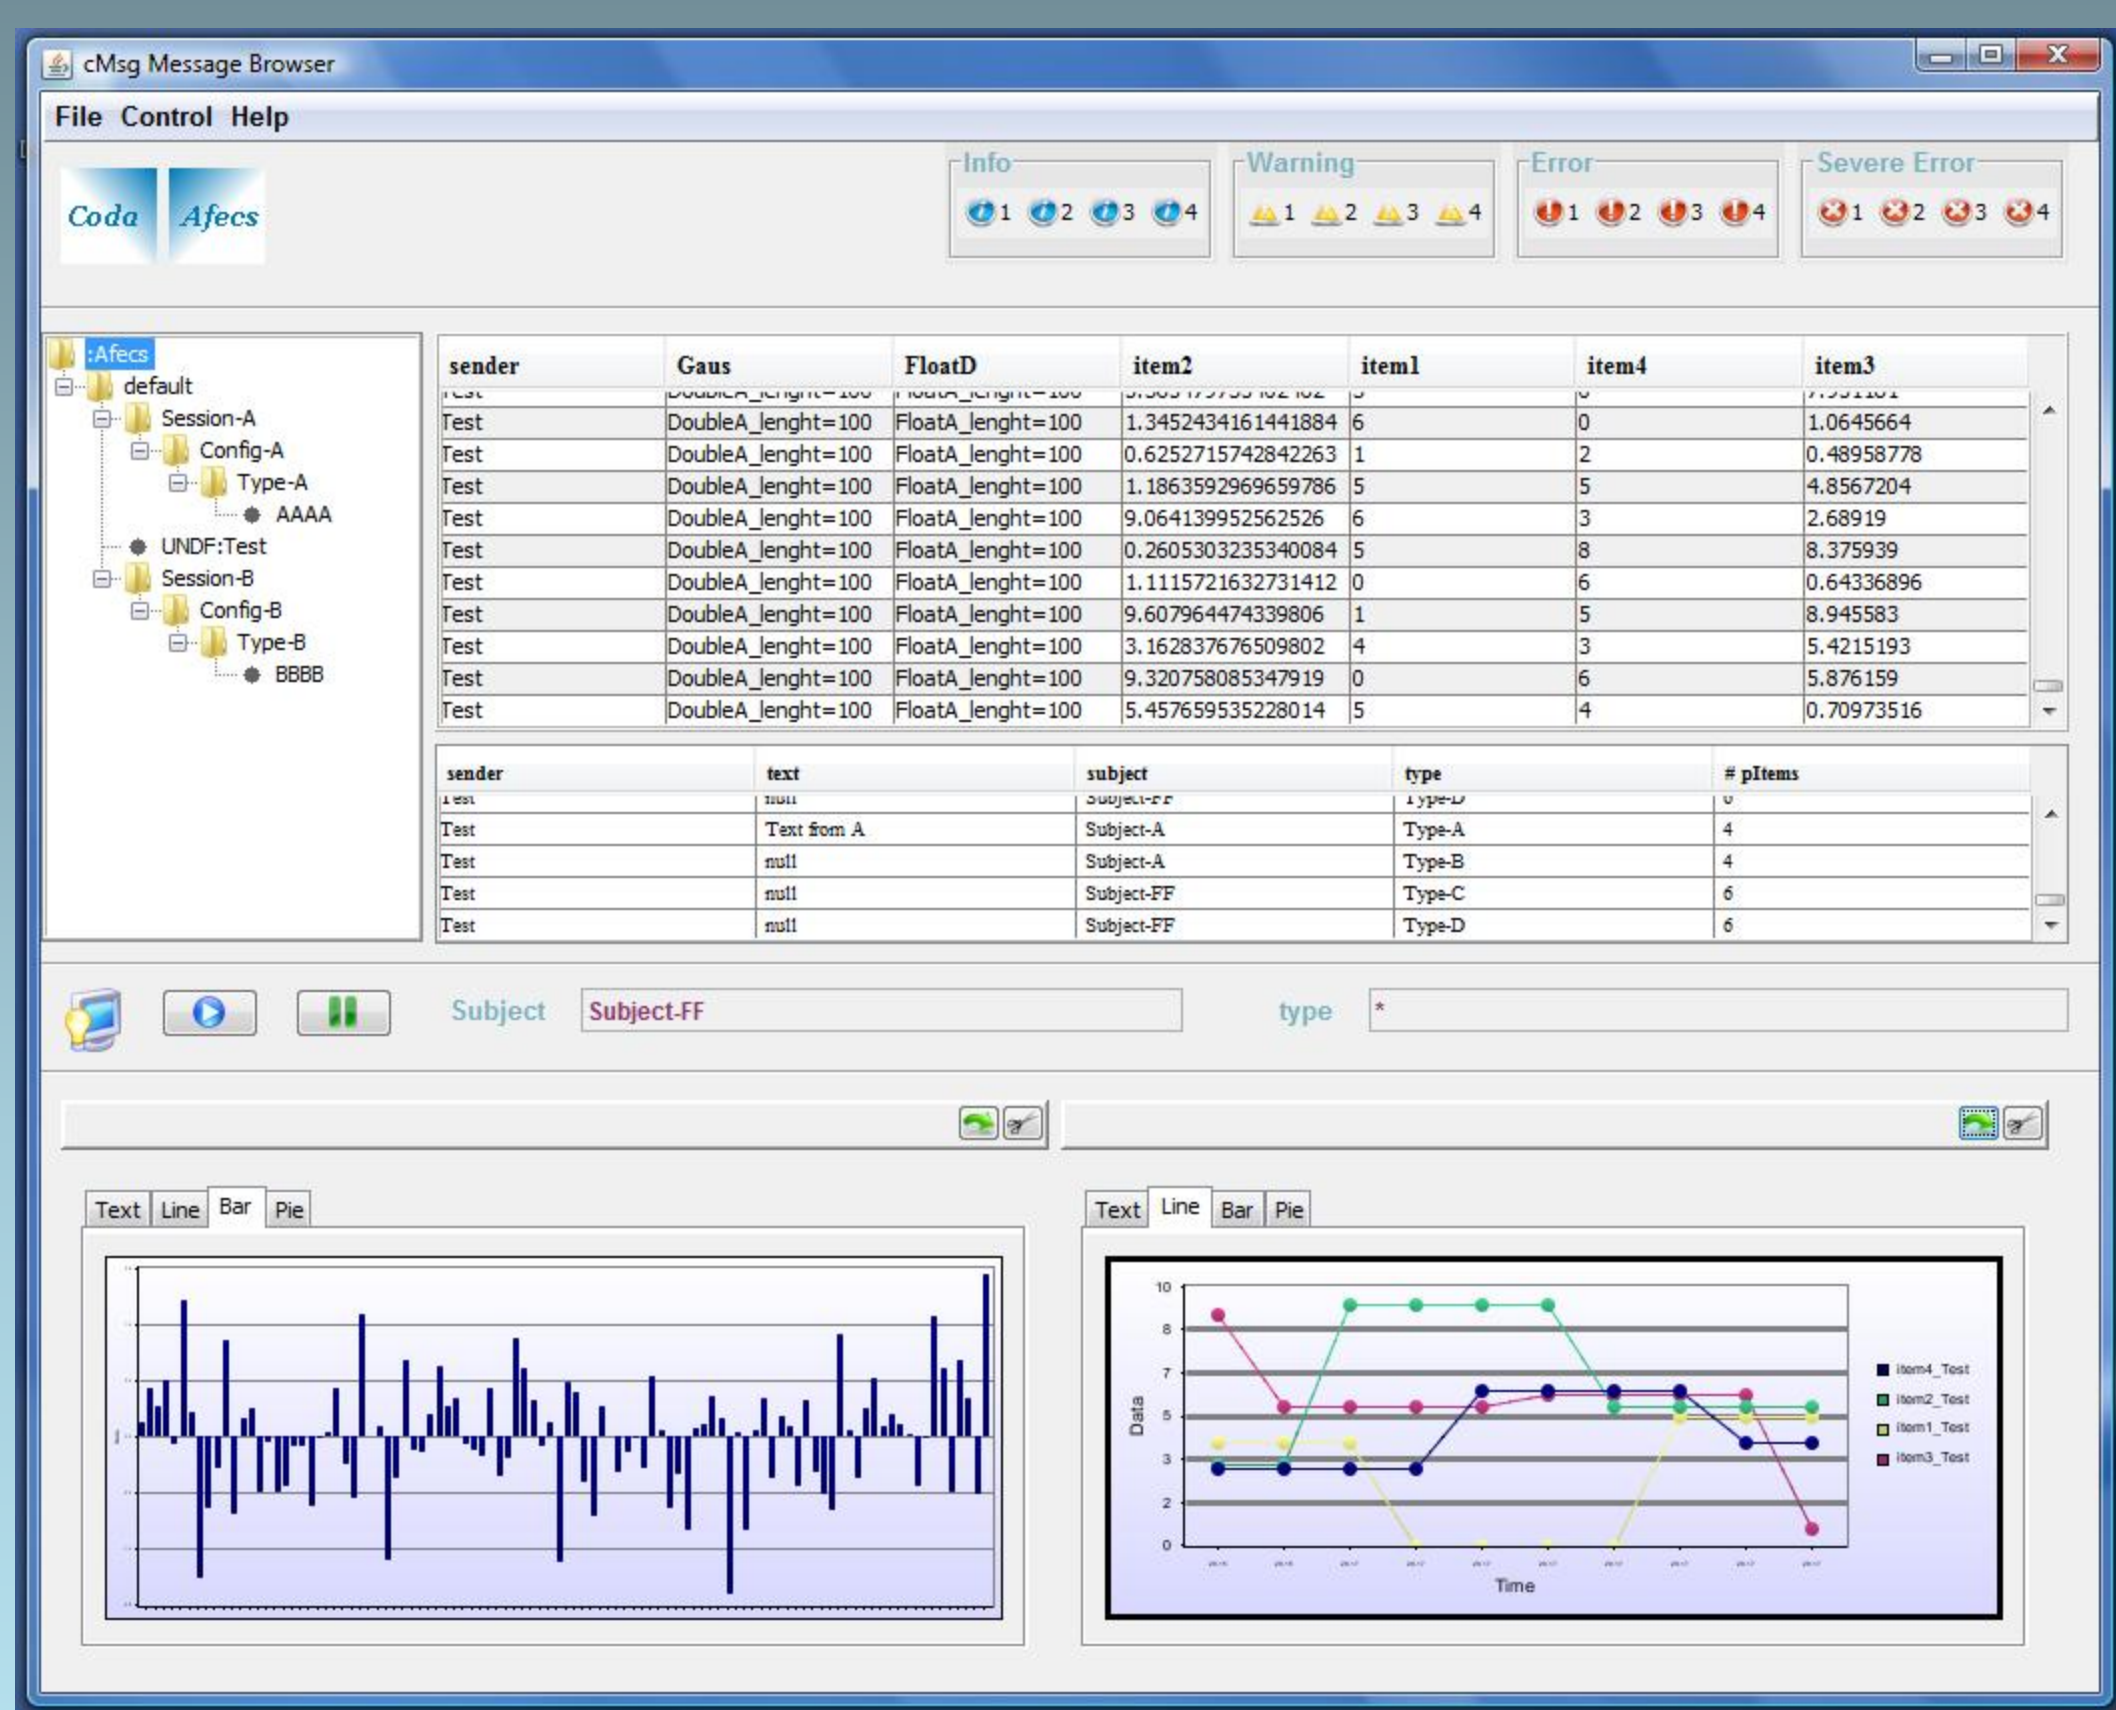 cMsg Message Browser
File Control Help
Coda Afecs
Info Warning Error Severe Error
1 2 3 4 1 2 3 4 1 2 3 4 1 2 3 4
:Afecs
default
Session-A
Config-A
Type-A
AAAA
UNDF:Test
Session-B
Config-B
Type-B
BBBB
sender Gaus FloatD item2 item1 item4 item3
Test DoubleA_lenght=100 FloatA_lenght=100 1.3452434161441884 6 0 1.0645664
Test DoubleA_lenght=100 FloatA_lenght=100 0.6252715742842263 1 2 0.48958778
Test DoubleA_lenght=100 FloatA_lenght=100 1.1863592969659786 5 5 4.8567204
Test DoubleA_lenght=100 FloatA_lenght=100 9.064139952562526 6 3 2.68919
Test DoubleA_lenght=100 FloatA_lenght=100 0.2605303235340084 5 8 8.375939
Test DoubleA_lenght=100 FloatA_lenght=100 1.1115721632731412 0 6 0.64336896
Test DoubleA_lenght=100 FloatA_lenght=100 9.607964474339806 1 5 8.945583
Test DoubleA_lenght=100 FloatA_lenght=100 3.162837676509802 4 3 5.4215193
Test DoubleA_lenght=100 FloatA_lenght=100 9.320758085347919 0 6 5.876159
Test DoubleA_lenght=100 FloatA_lenght=100 5.457659535228014 5 4 0.70973516
sender text subject type # pItems
Test null Subject-FF Type-D 6
Test Text from A Subject-A Type-A 4
Test null Subject-A Type-B 4
Test null Subject-FF Type-C 6
Test null Subject-FF Type-D 6
Subject Subject-FF type *
Text Line Bar Pie
Text Line Bar Pie
10
8
7
5
3
2
0
Data
Time
item4_Test
item2_Test
item1_Test
item3_Test